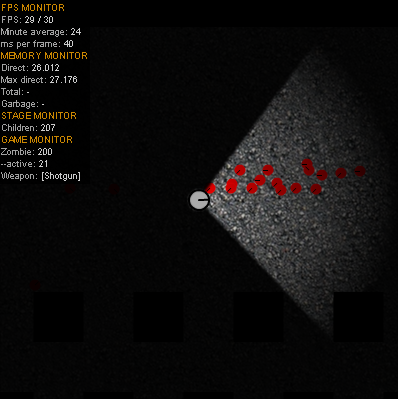 FPS MONITOR
FPS: 29 / 30
Minute average: 24
ms per frame: 40
MEMORY MONITOR
Direct: 26.012
Max direct: 27.176
Total: -
Garbage: -
STAGE MONITOR
Children: 207
GAME MONITOR
Zombie: 200
--active: 21
Weapon: [Shotgun]